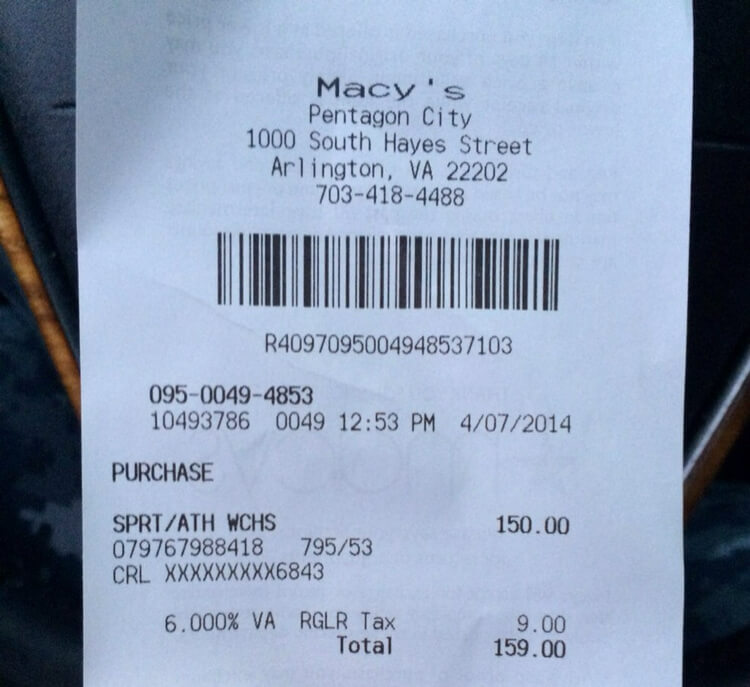 Macy's
Pentagon City
1000 South Hayes Street
Arlington, VA 22202
703-418-4488
R4097095004948537103
095-0049-4853
10493786 0049 12:53 PM 4/07/2014
PURCHASE
SPRT/ATH WCHS 150.00
079767988418 795/53
CRL XXXXXXXXX6843
6.000% VA RGLR Tax 9.00
Total 159.00